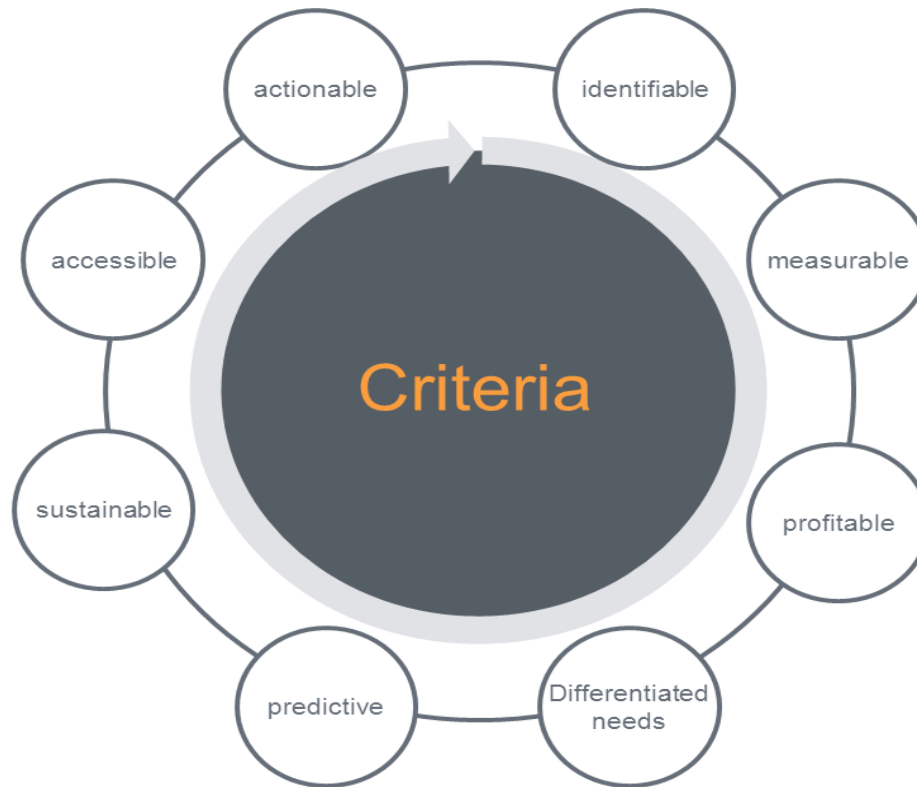 actionable
identifiable
accessible
measurable
Criteria
sustainable
profitable
predictive
Differentiated
needs